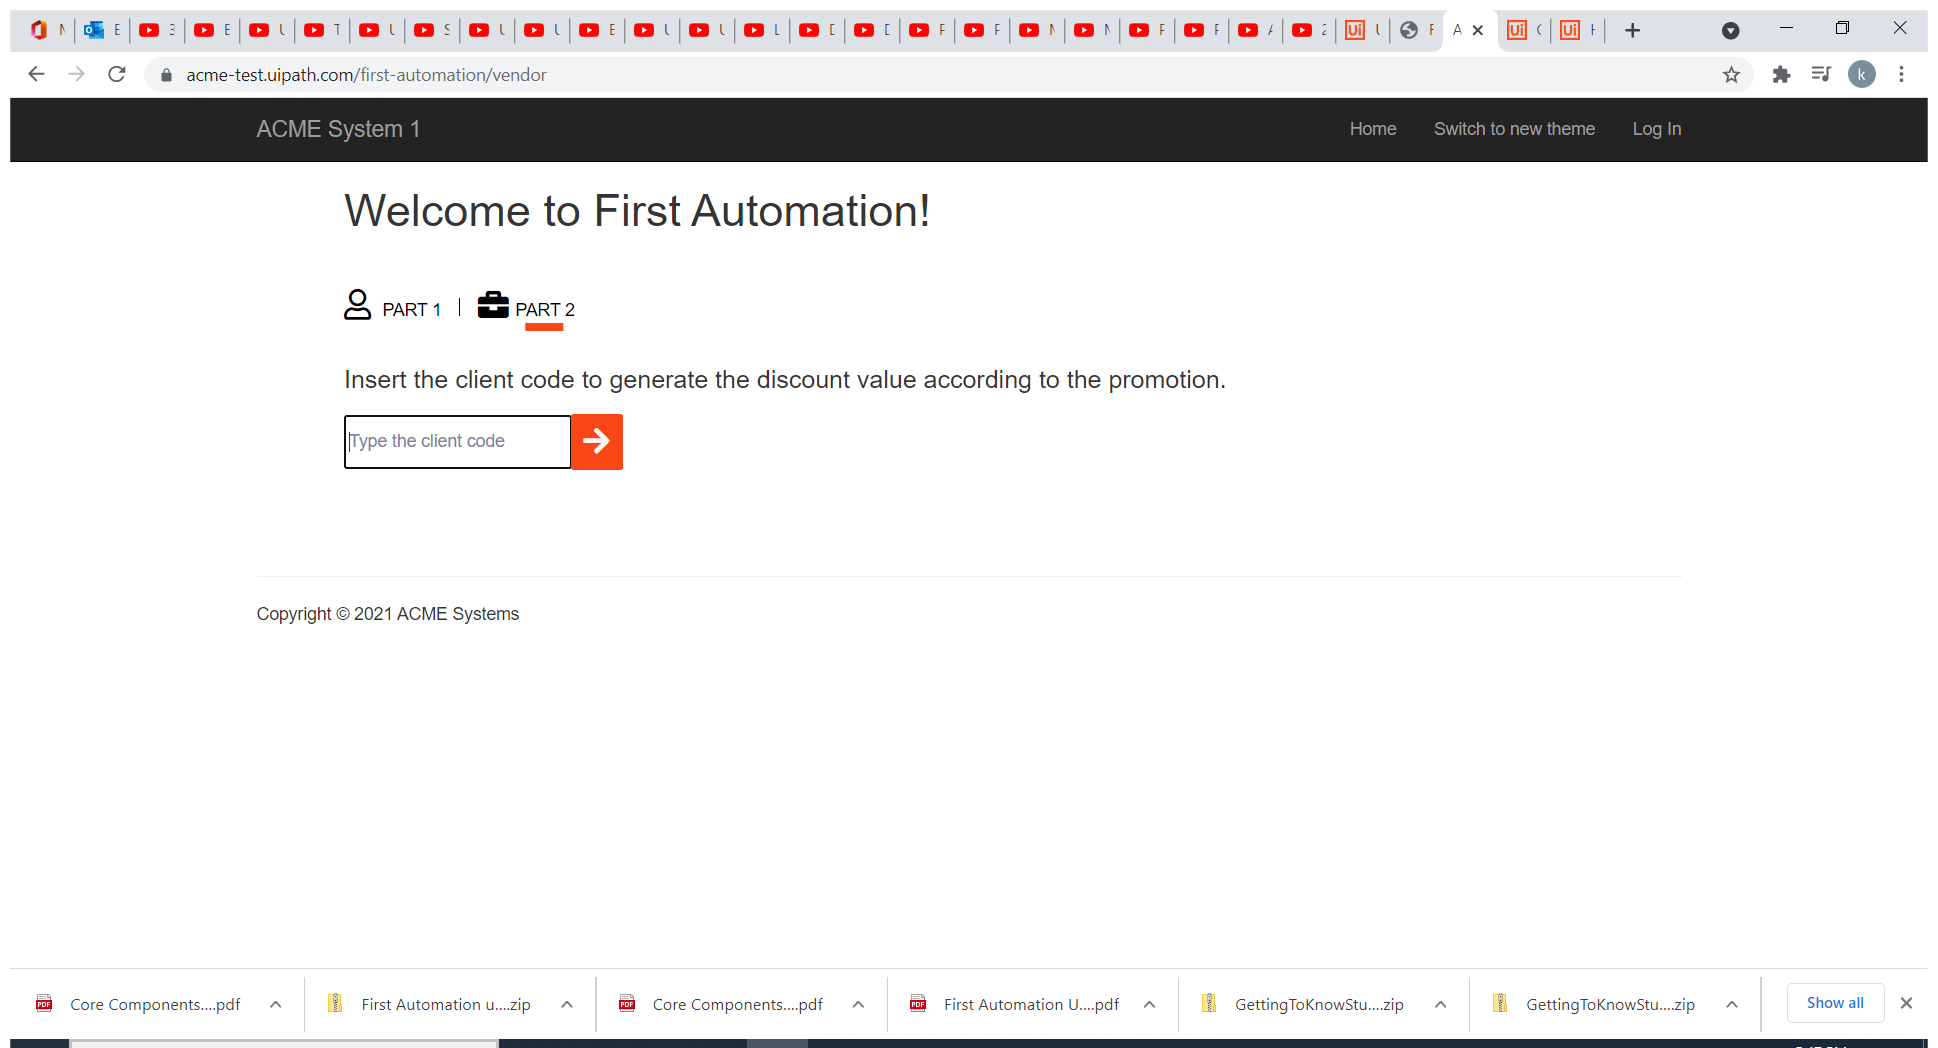 acme-test.uipath.com/first-automation/vendor
k
ACME System 1
Home
Switch to new theme
Log In
Welcome to First Automation!
PART 1 | PART 2
Insert the client code to generate the discount value according to the promotion.
Type the client code
Copyright © 2021 ACME Systems
Core Components....pdf
First Automation u....zip
Core Components....pdf
First Automation U....pdf
GettingToKnowStu....zip
GettingToKnowStu....zip
Show all